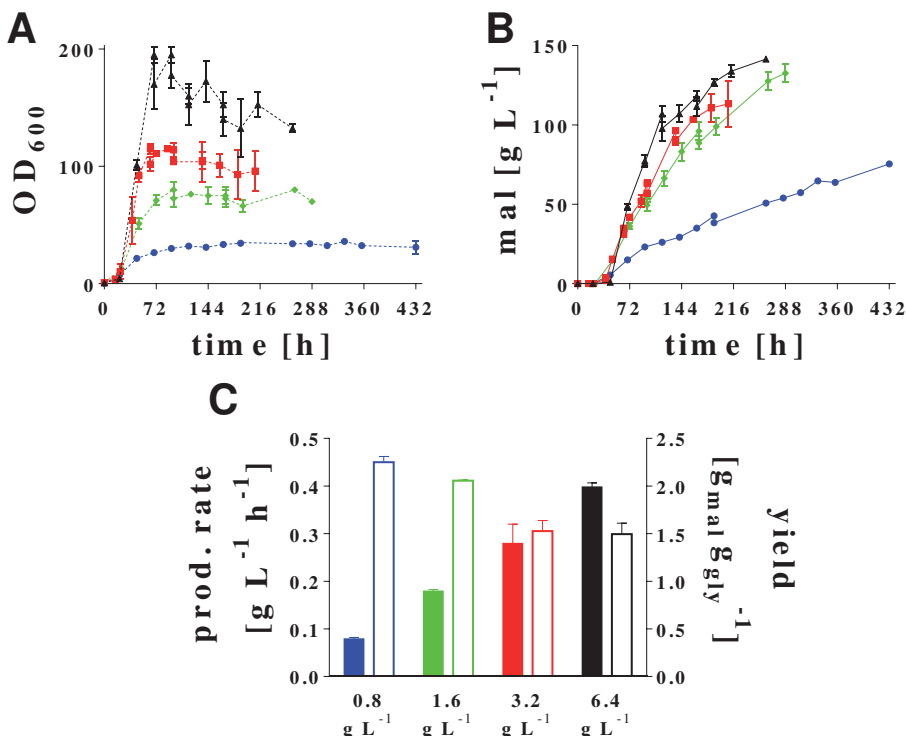 A
OD600
200
100
0
0 72 144 216 288 360 432
time [h]
B
mal [g L-1]
150
100
50
0
0 72 144 216 288 360 432
time [h]
C
prod. rate
[g L-1 h-1]
0.5
0.4
0.3
0.2
0.1
0.0
2.5
2.0
1.5
1.0
0.5
0.0
yield
[gmal ggly-1]
0.8 1.6 3.2 6.4
g L-1 g L-1 g L-1 g L-1